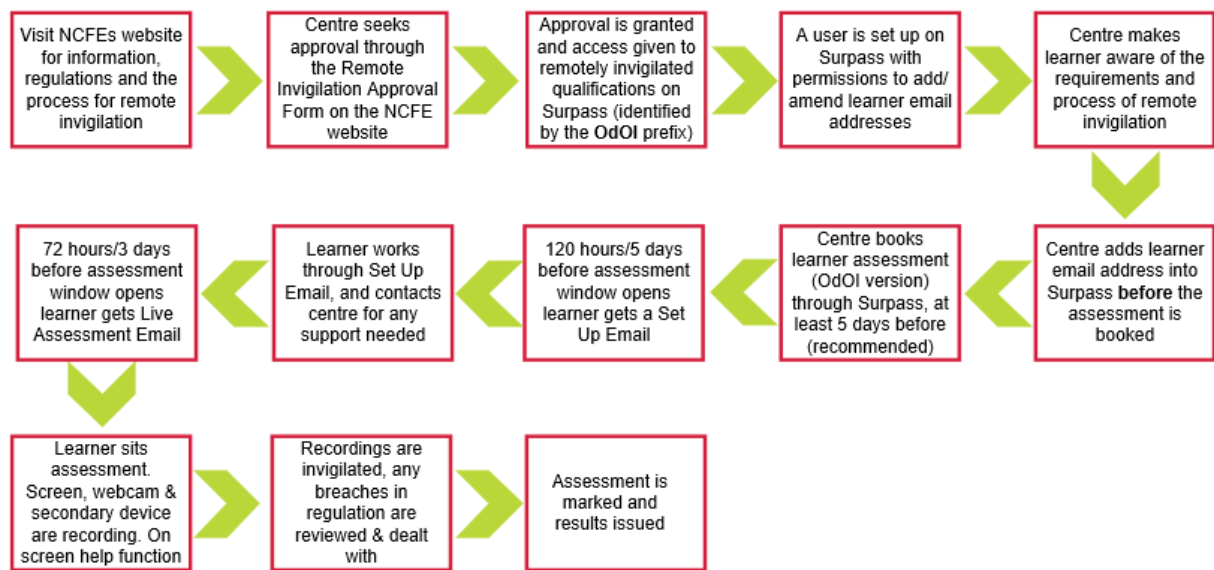 Visit NCFEs website
for information,
regulations and the
process for remote
invigilation
Centre seeks
approval through
the Remote
Invigilation Approval
Form on the NCFE
website
Approval is granted
and access given to
remotely invigilated
qualifications on
Surpass (identified
by the OdOI prefix)
A user is set up on
Surpass with
permissions to add/
amend learner email
addresses
Centre makes
learner aware of the
requirements and
process of remote
invigilation
Centre adds learner
email address into
Surpass before the
assessment is
booked
Centre books
learner assessment
(OdOI version)
through Surpass, at
least 5 days before
(recommended)
120 hours/5 days
before assessment
window opens
learner gets a Set
Up Email
Learner works
through Set Up
Email, and contacts
centre for any
support needed
72 hours/3 days
before assessment
window opens
learner gets Live
Assessment Email
Learner sits
assessment.
Screen, webcam &
secondary device
are recording. On
screen help function
Recordings are
invigilated, any
breaches in
regulation are
reviewed & dealt
with
Assessment is
marked and
results issued